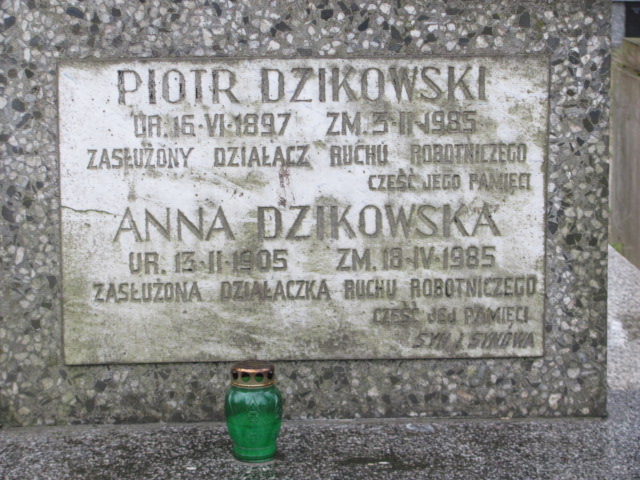 PIOTR DZIKOWSKI
UR. 16·VI·1897 ZM. 3·II·1985
ZASŁUŻONY DZIAŁACZ RUCHU ROBOTNICZEGO
CZEŚĆ JEGO PAMIĘCI
ANNA DZIKOWSKA
UR. 13·II·1905 ZM. 18·IV·1985
ZASŁUŻONA DZIAŁACZKA RUCHU ROBOTNICZEGO
CZEŚĆ JEJ PAMIĘCI
SYN I SYNOWA